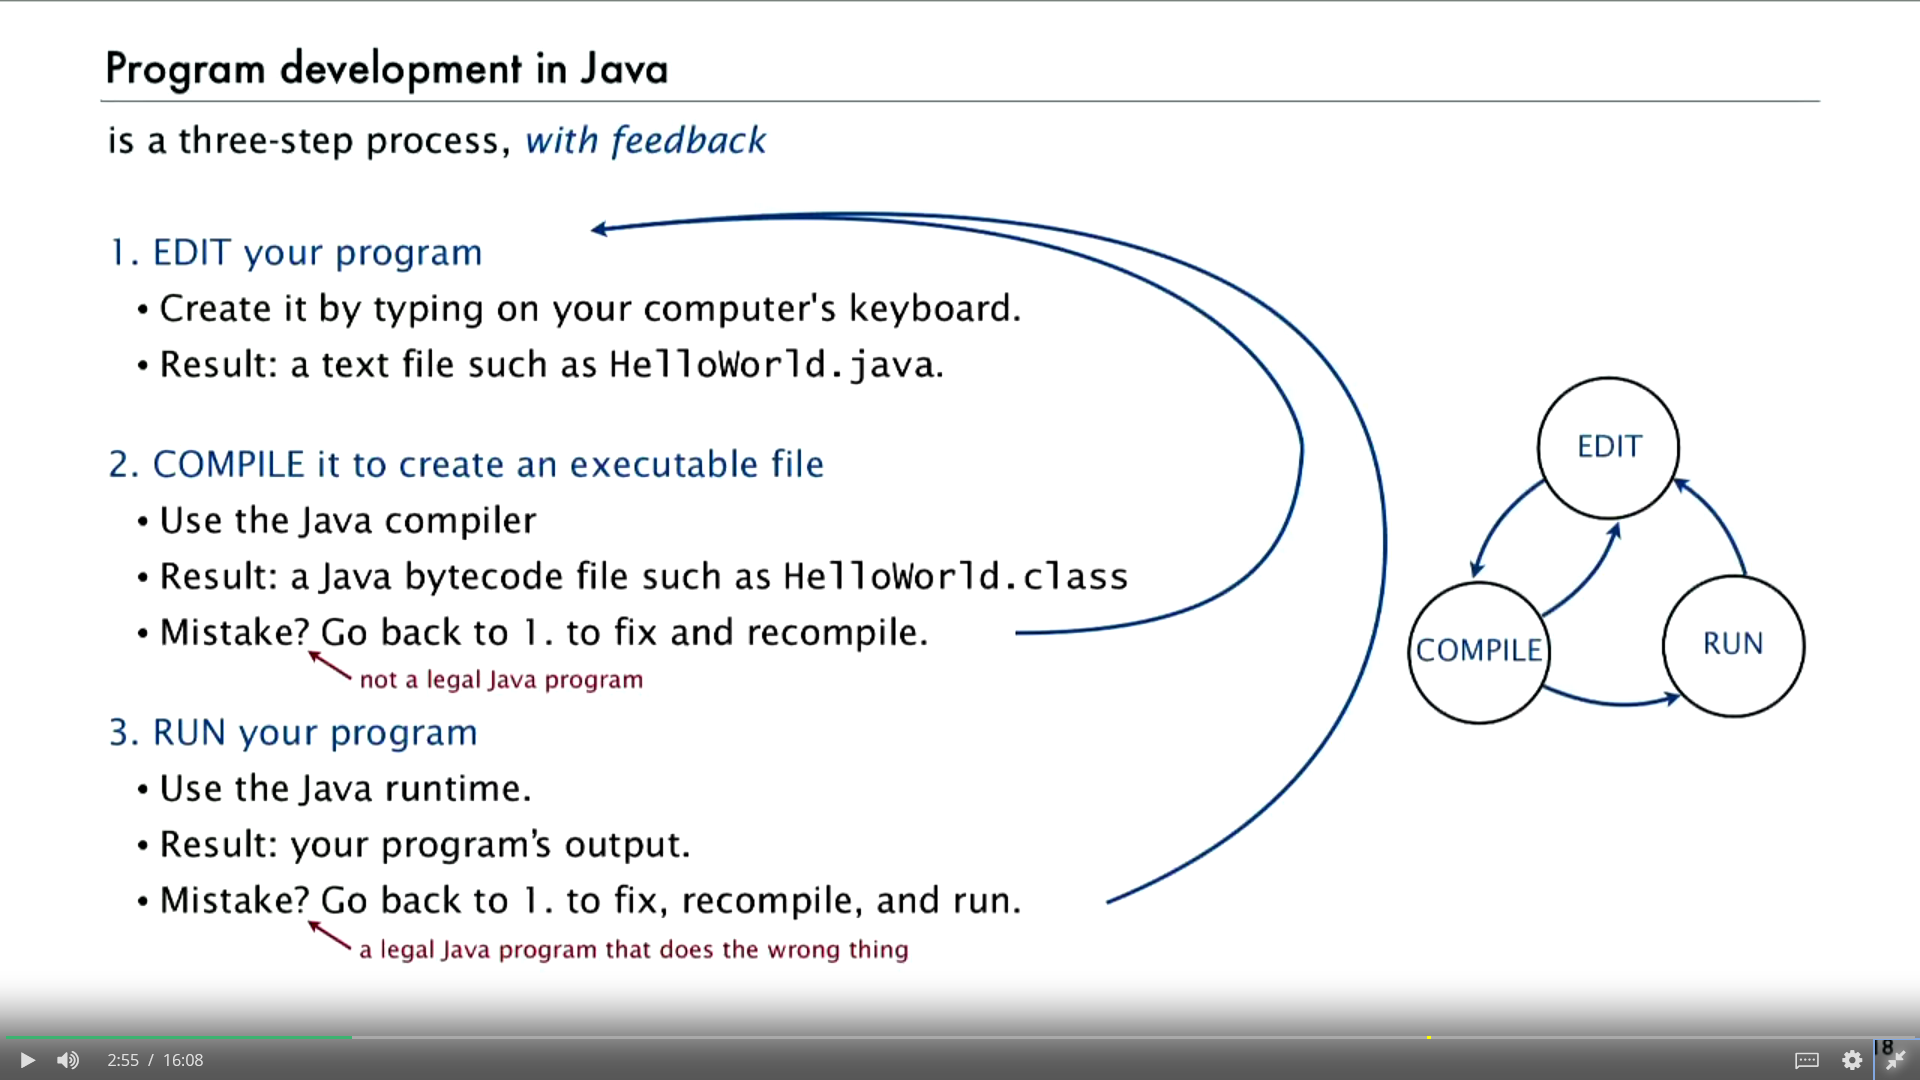 Program development in Java
is a three-step process, with feedback
1. EDIT your program
• Create it by typing on your computer's keyboard.
• Result: a text file such as HelloWorld.java.
2. COMPILE it to create an executable file
• Use the Java compiler
• Result: a Java bytecode file such as HelloWorld.class
• Mistake? Go back to 1. to fix and recompile.
not a legal Java program
3. RUN your program
• Use the Java runtime.
• Result: your program’s output.
• Mistake? Go back to 1. to fix, recompile, and run.
a legal Java program that does the wrong thing
EDIT
COMPILE
RUN
2:55 / 16:08
18